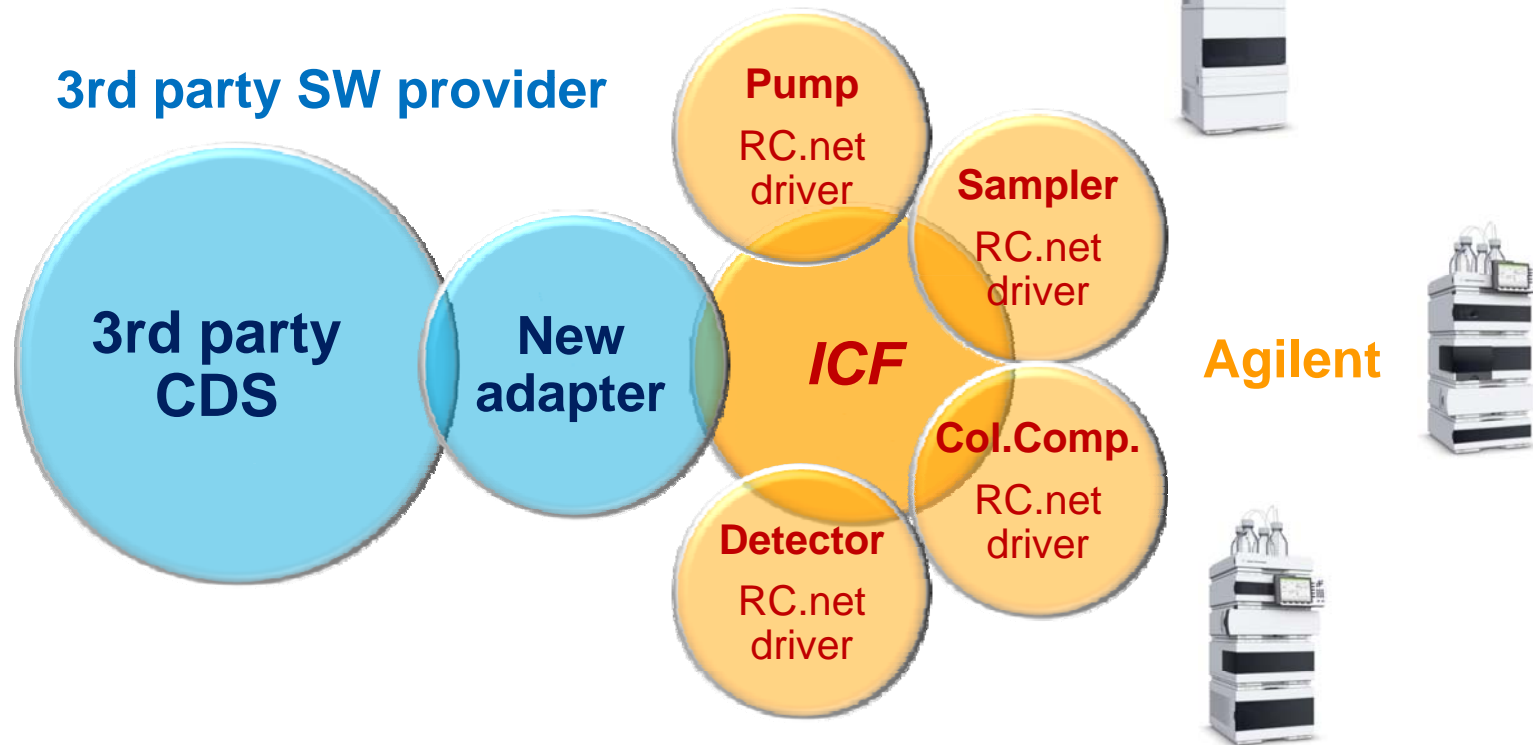 3rd party SW provider
3rd party
CDS
New
adapter
ICF
Pump
RC.net
driver
Sampler
RC.net
driver
Col.Comp.
RC.net
driver
Detector
RC.net
driver
Agilent